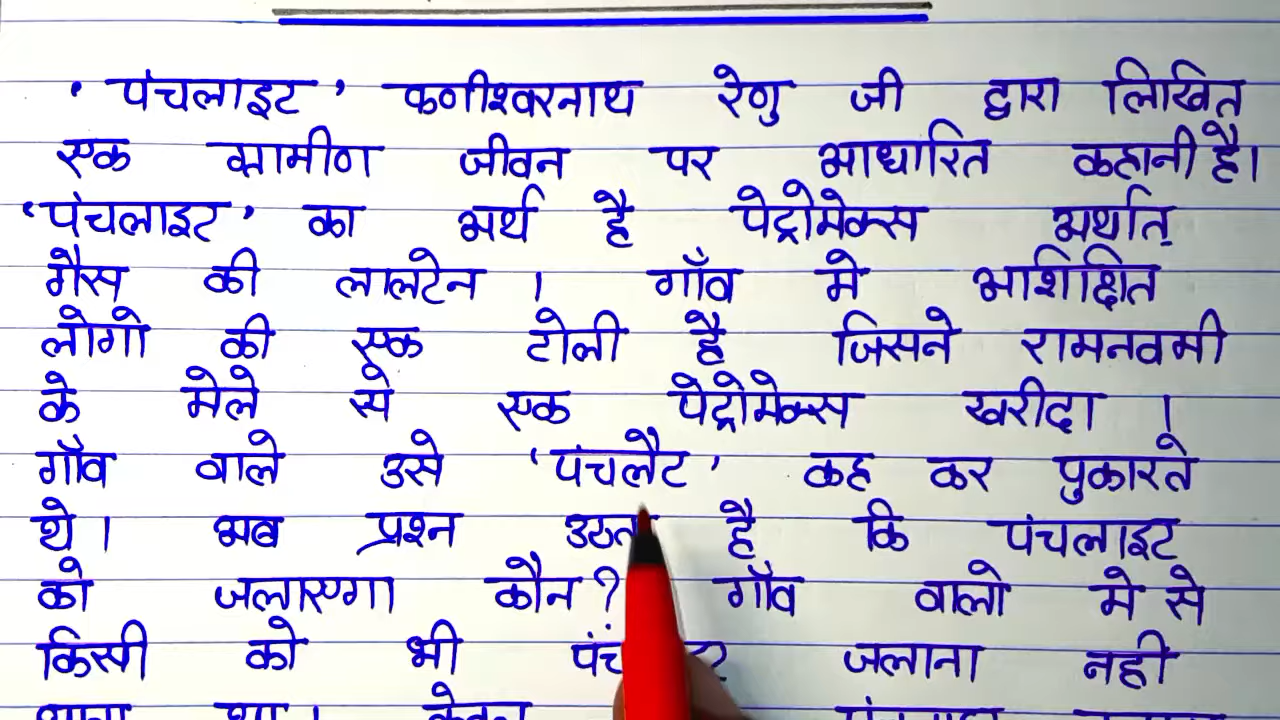 'पंचलाइट' फणीश्वरनाथ रेणु जी द्वारा लिखित
एक ग्रामीण जीवन पर आधारित कहानी है।
'पंचलाइट' का अर्थ है पेट्रोमेक्स अर्थात्
गैस की लालटेन । गाँव मे अशिक्षित
लोगो की एक टोली है जिसने रामनवमी
के मेले से एक पेट्रोमेक्स खरीदा ।
गाँव वाले उसे 'पंचलैट' कह कर पुकारते
थे। अब प्रश्न उठता है कि पंचलाइट
को जलाएगा कौन? गाँव वालो मे से
किसी को भी जलाना नही